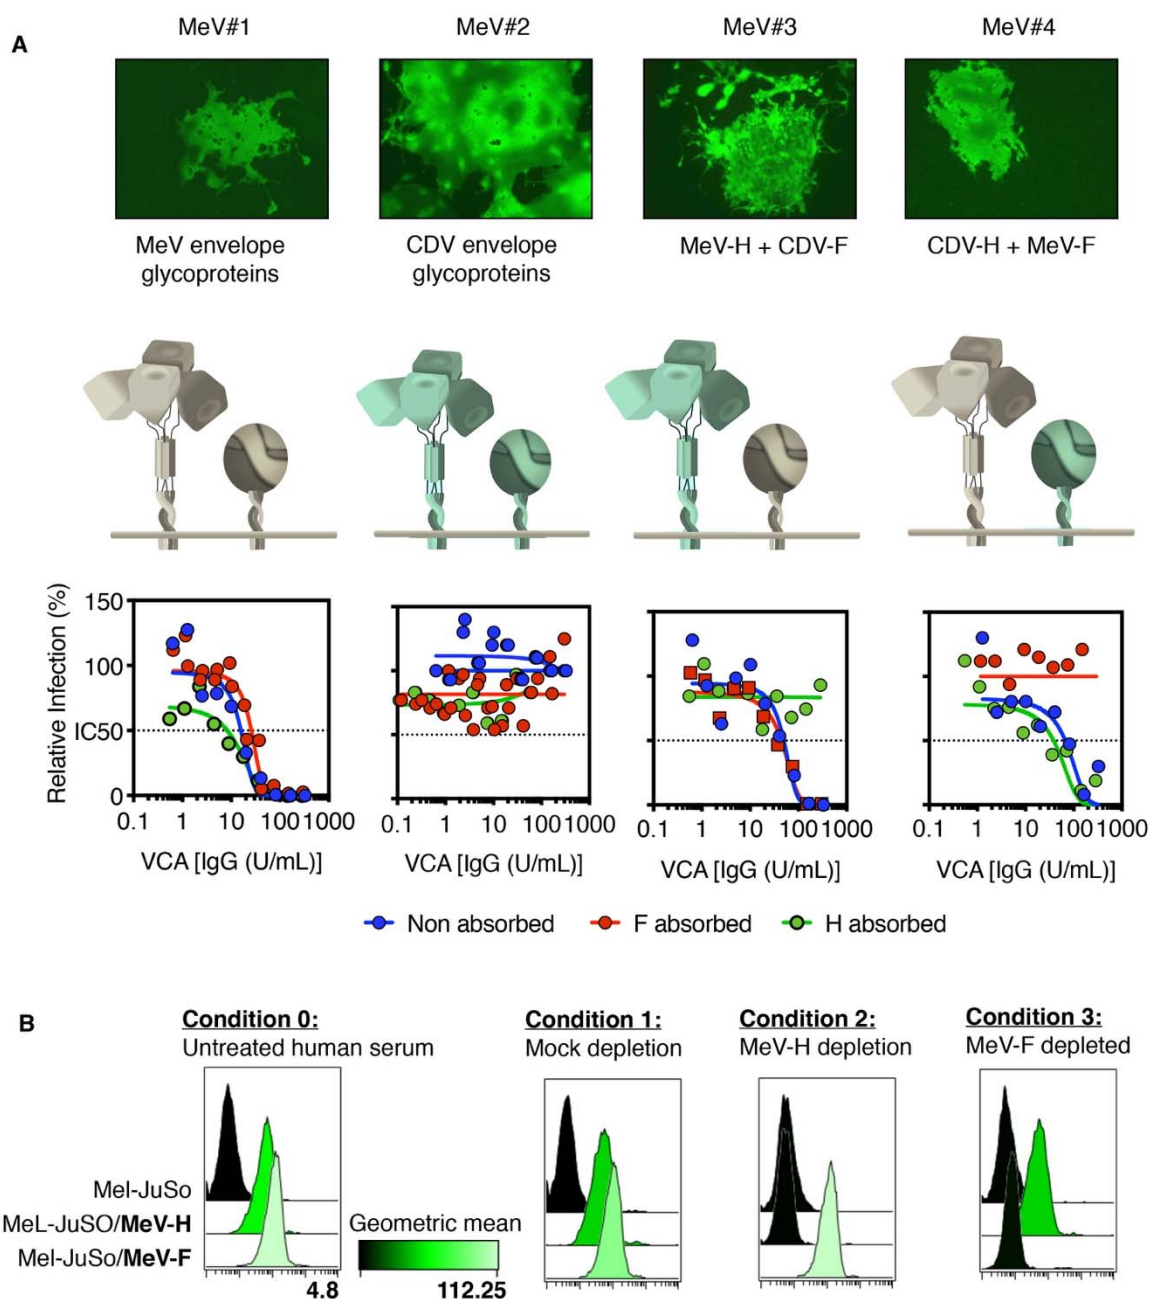 A
MeV#1 MeV#2 MeV#3 MeV#4
MeV envelope glycoproteins
CDV envelope glycoproteins
MeV-H + CDV-F
CDV-H + MeV-F
Relative Infection (%)
150
100
IC50
0
0.1 1 10 100 1000
0.1 1 10 100 1000
0.1 1 10 100 1000
0.1 1 10 100 1000
VCA [IgG (U/mL)] VCA [IgG (U/mL)] VCA [IgG (U/mL)] VCA [IgG (U/mL)]
Non absorbed F absorbed H absorbed
B
Condition 0:
Untreated human serum
Condition 1:
Mock depletion
Condition 2:
MeV-H depletion
Condition 3:
MeV-F depleted
Mel-JuSo
MeL-JuSO/MeV-H
Mel-JuSo/MeV-F
Geometric mean
4.8 112.25